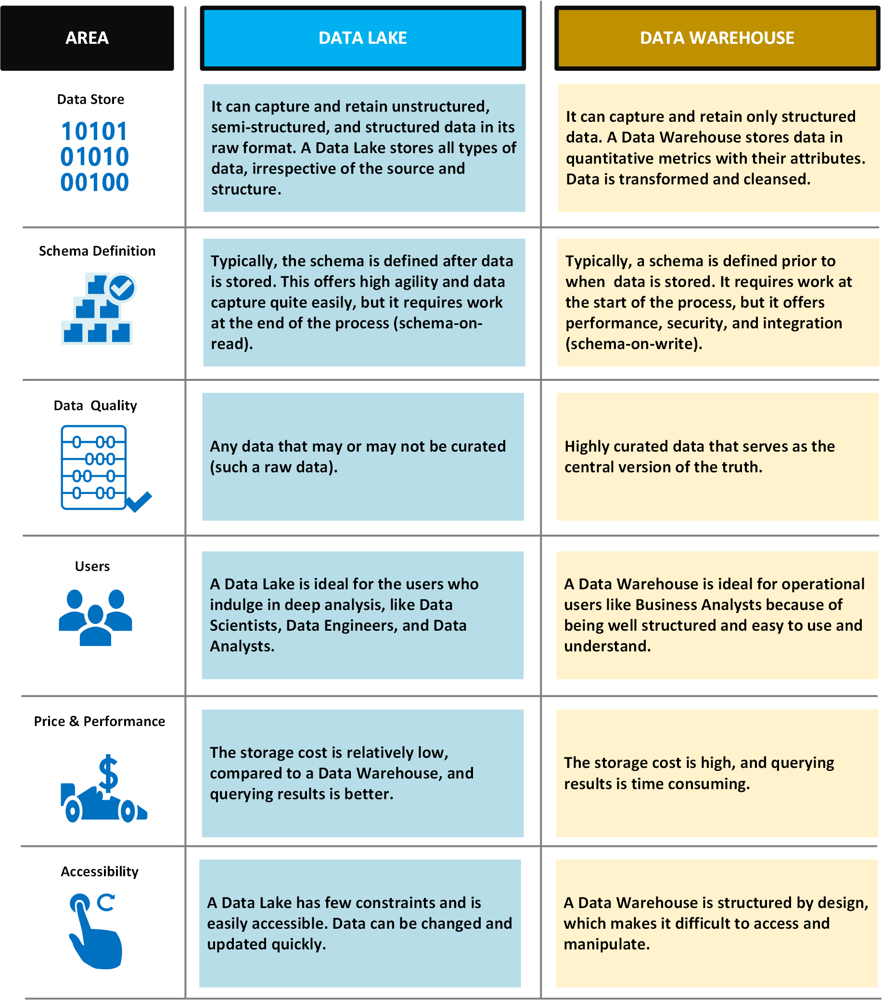 AREA
DATA LAKE
DATA WAREHOUSE
Data Store
10101
01010
00100
It can capture and retain unstructured,
semi-structured, and structured data in its
raw format. A Data Lake stores all types of
data, irrespective of the source and
structure.
It can capture and retain only structured
data. A Data Warehouse stores data in
quantitative metrics with their attributes.
Data is transformed and cleansed.
Schema Definition
Typically, the schema is defined after data
is stored. This offers high agility and data
capture quite easily, but it requires work
at the end of the process (schema-on-
read).
Typically, a schema is defined prior to
when  data is stored. It requires work at
the start of the process, but it offers
performance, security, and integration
(schema-on-write).
Data  Quality
Any data that may or may not be curated
(such a raw data).
Highly curated data that serves as the
central version of the truth.
Users
A Data Lake is ideal for the users who
indulge in deep analysis, like Data
Scientists, Data Engineers, and Data
Analysts.
A Data Warehouse is ideal for operational
users like Business Analysts because of
being well structured and easy to use and
understand.
Price & Performance
$
The storage cost is relatively low,
compared to a Data Warehouse, and
querying results is better.
The storage cost is high, and querying
results is time consuming.
Accessibility
A Data Lake has few constraints and is
easily accessible. Data can be changed and
updated quickly.
A Data Warehouse is structured by design,
which makes it difficult to access and
manipulate.